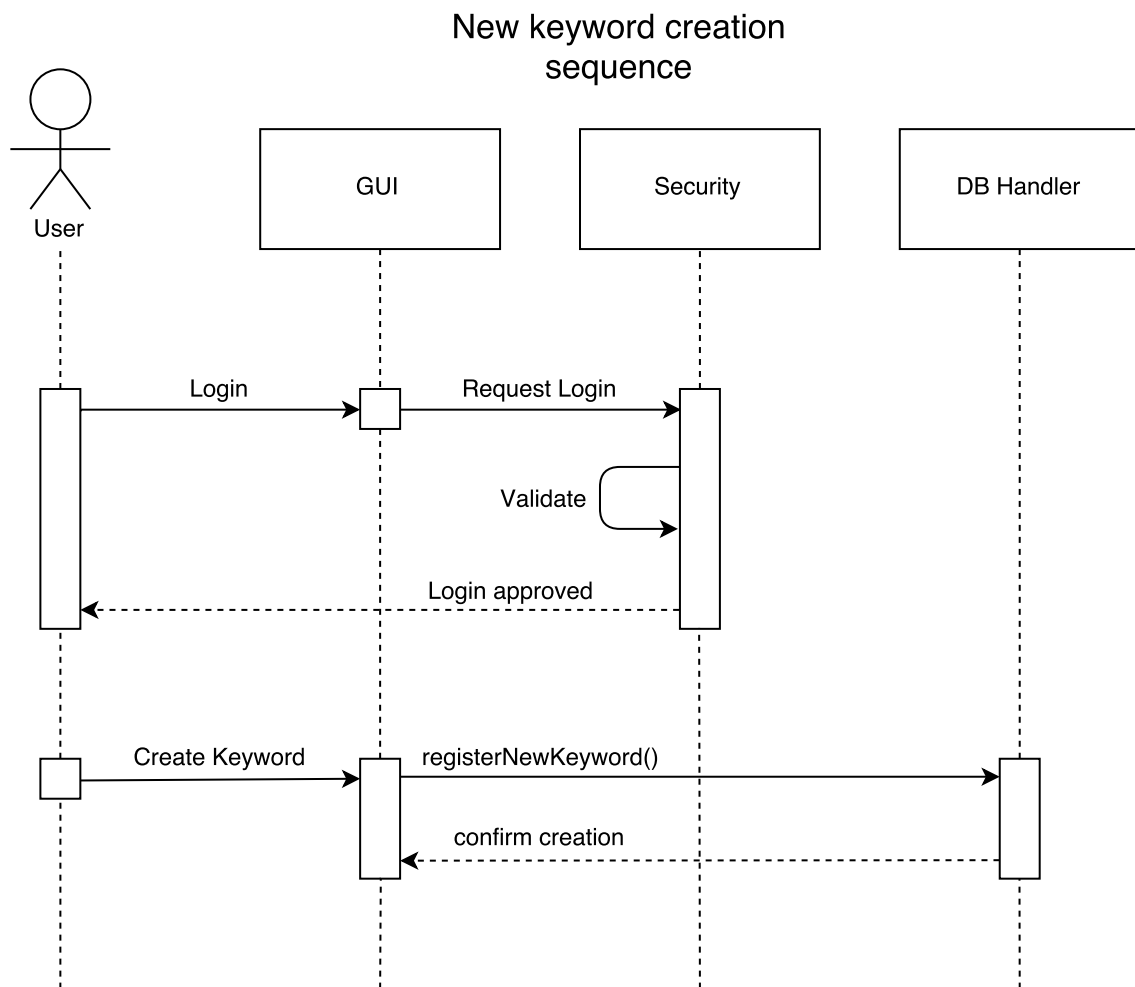 New keyword creation
sequence
User
GUI
Security
DB Handler
Login
Request Login
Validate
Login approved
Create Keyword
registerNewKeyword()
confirm creation